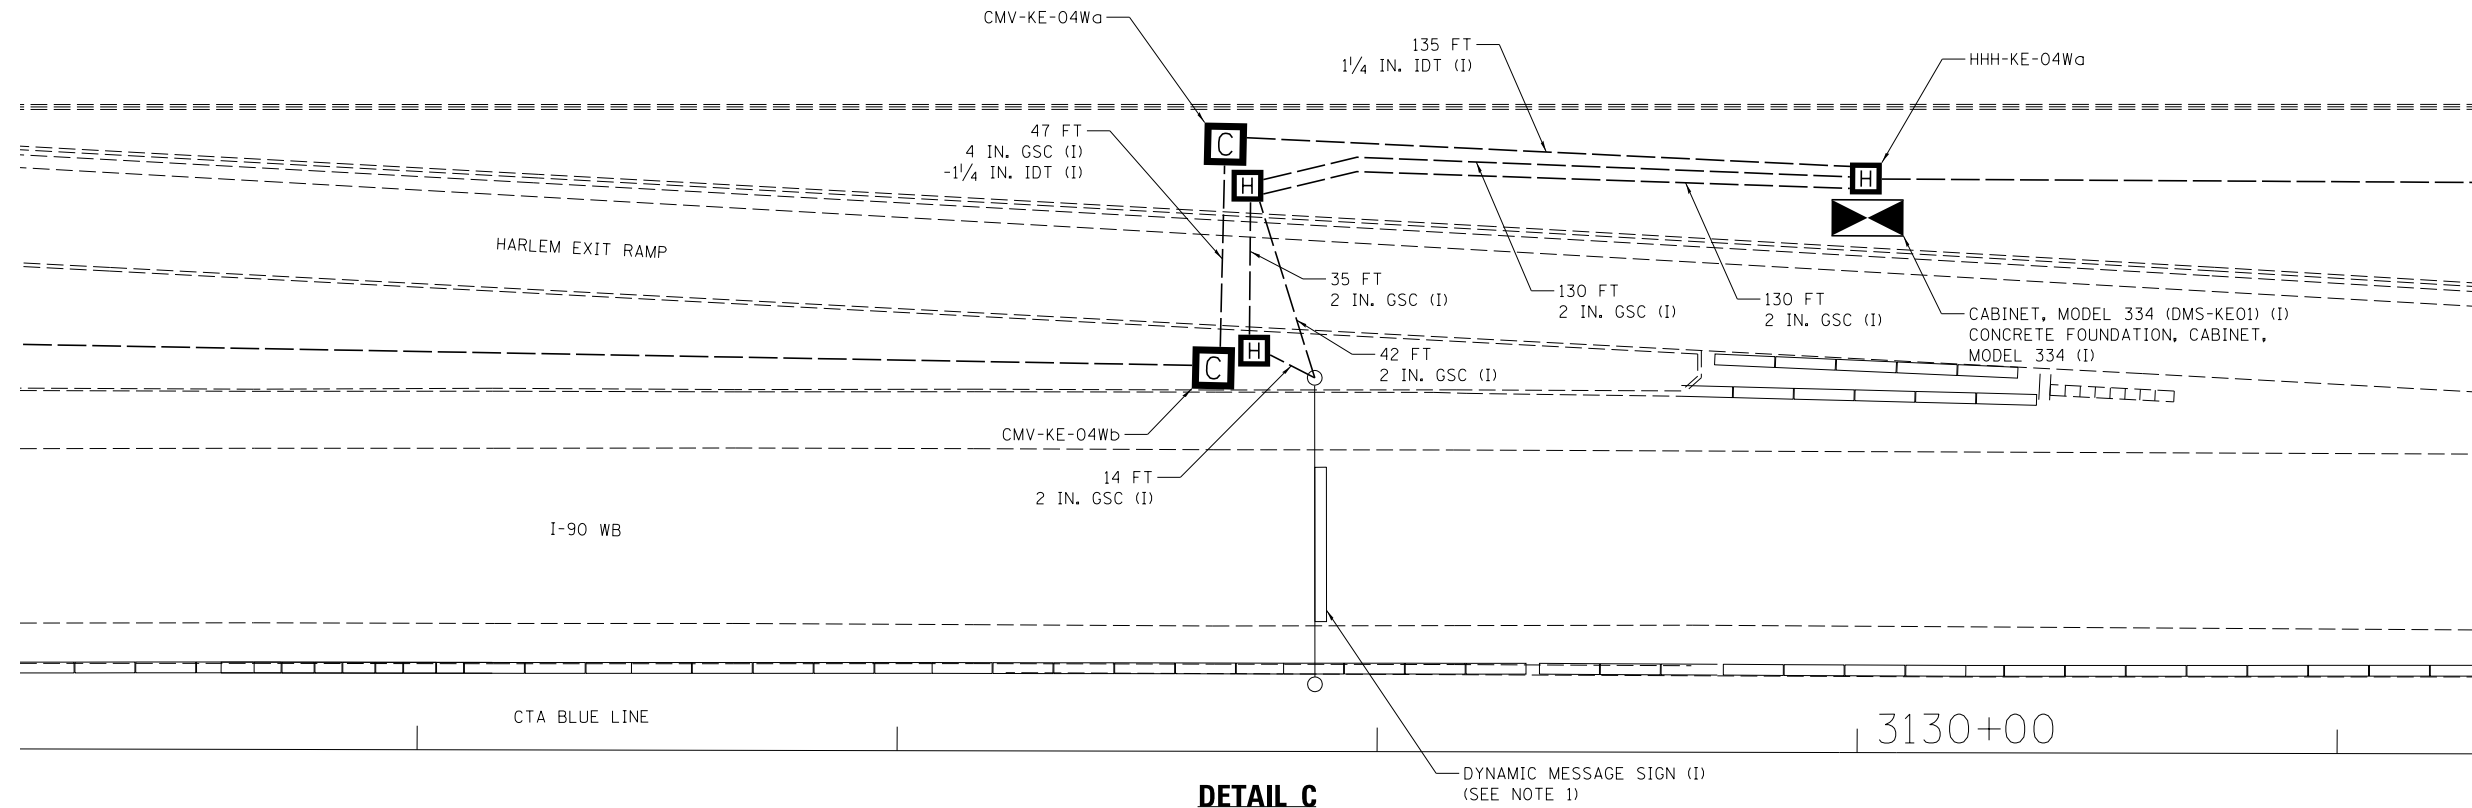 CMV-KE-04Wa
135 FT
1¼ IN. IDT (I)
HHH-KE-04Wa
47 FT
4 IN. GSC (I)
-1¼ IN. IDT (I)
C
H
H
HARLEM EXIT RAMP
35 FT
2 IN. GSC (I)
130 FT
2 IN. GSC (I)
130 FT
2 IN. GSC (I)
CABINET, MODEL 334 (DMS-KE01) (I)
CONCRETE FOUNDATION, CABINET,
MODEL 334 (I)
H
C
42 FT
2 IN. GSC (I)
CMV-KE-04Wb
14 FT
2 IN. GSC (I)
I-90 WB
CTA BLUE LINE
3130+00
DYNAMIC MESSAGE SIGN (I)
(SEE NOTE 1)
DETAIL C